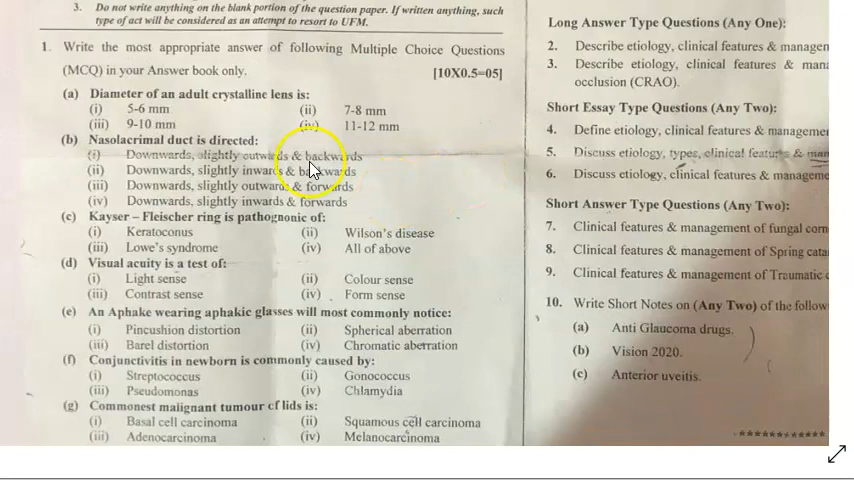 3. Do not write anything on the blank portion of the question paper. If written anything, such
type of act will be considered as an attempt to resort to UFM.
1. Write the most appropriate answer of following Multiple Choice Questions
(MCQ) in your Answer book only. [10X0.5=05]
(a) Diameter of an adult crystalline lens is:
(i) 5-6 mm (ii) 7-8 mm
(iii) 9-10 mm (iv) 11-12 mm
(b) Nasolacrimal duct is directed:
(i) Downwards, slightly outwards & backwards
(ii) Downwards, slightly inwards & backwards
(iii) Downwards, slightly outwards & forwards
(iv) Downwards, slightly inwards & forwards
(c) Kayser – Fleischer ring is pathognonic of:
(i) Keratoconus (ii) Wilson's disease
(iii) Lowe's syndrome (iv) All of above
(d) Visual acuity is a test of:
(i) Light sense (ii) Colour sense
(iii) Contrast sense (iv) Form sense
(e) An Aphake wearing aphakic glasses will most commonly notice:
(i) Pincushion distortion (ii) Spherical aberration
(iii) Barel distortion (iv) Chromatic aberration
(f) Conjunctivitis in newborn is commonly caused by:
(i) Streptococcus (ii) Gonococcus
(iii) Pseudomonas (iv) Chlamydia
(g) Commonest malignant tumour of lids is:
(i) Basal cell carcinoma (ii) Squamous cell carcinoma
(iii) Adenocarcinoma (iv) Melanocarcinoma
Long Answer Type Questions (Any One):
2. Describe etiology, clinical features & managen
3. Describe etiology, clinical features & mana
occlusion (CRAO).
Short Essay Type Questions (Any Two):
4. Define etiology, clinical features & managemen
5. Discuss etiology, types, clinical features & man
6. Discuss etiology, clinical features & manageme
Short Answer Type Questions (Any Two):
7. Clinical features & management of fungal corn
8. Clinical features & management of Spring cata
9. Clinical features & management of Traumatic c
10. Write Short Notes on (Any Two) of the follow
(a) Anti Glaucoma drugs.
(b) Vision 2020.
(c) Anterior uveitis.
************